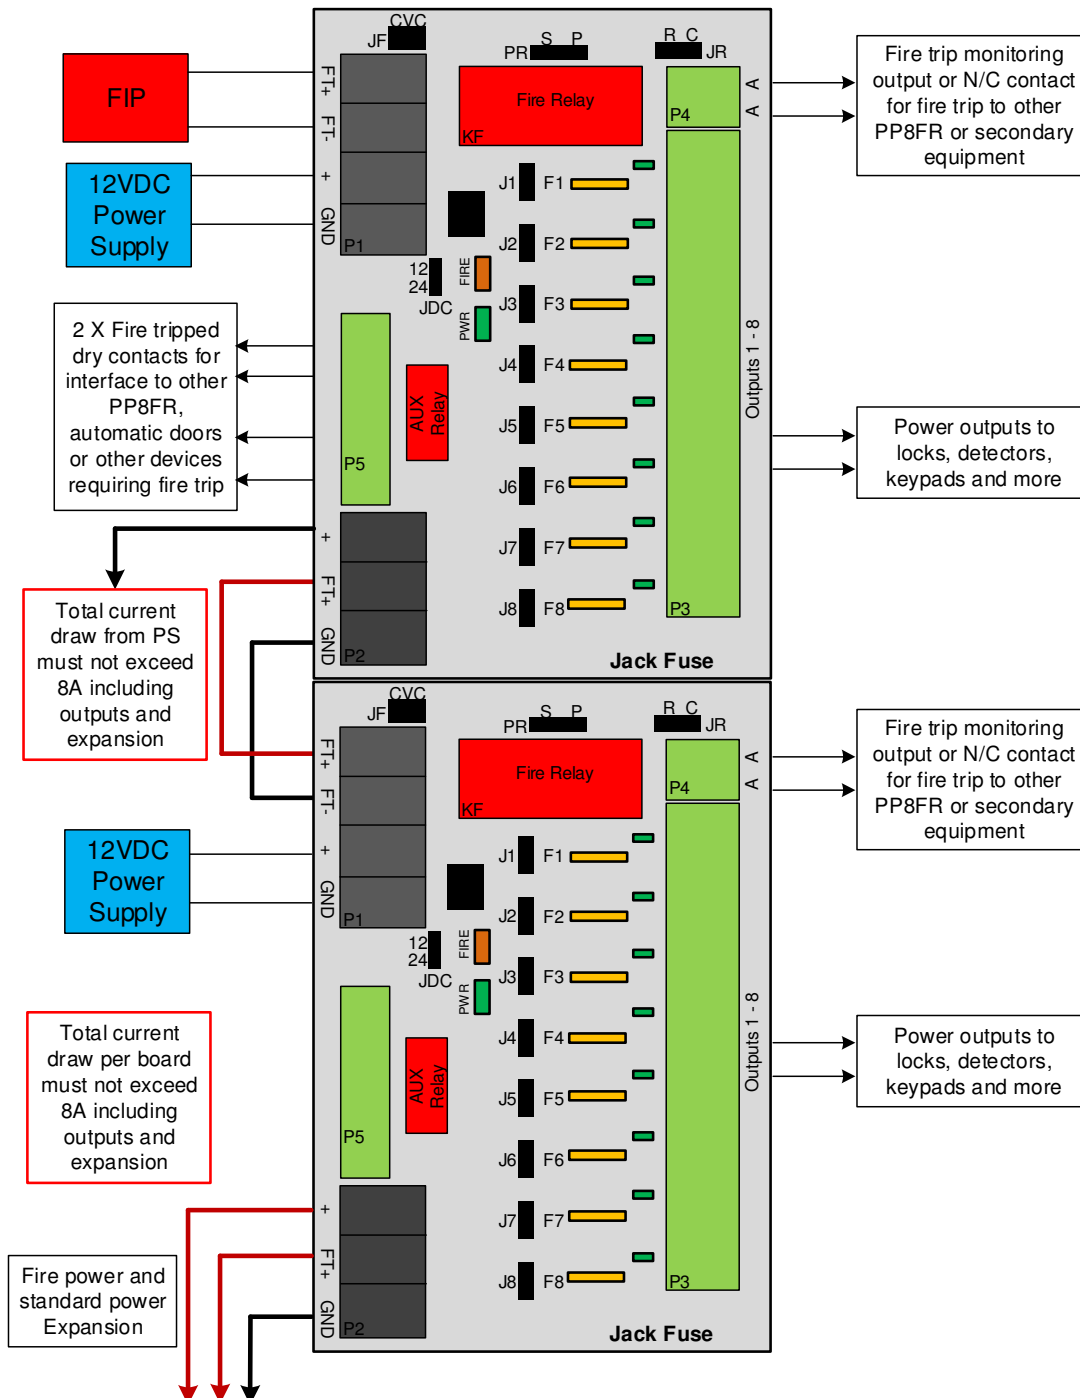 CVC
JF
S P
PR
R C
JR
FIP
FT+
FT-
+
GND
P1
Fire Relay
KF
P4
A
A
Fire trip monitoring
output or N/C contact
for fire trip to other
PP8FR or secondary
equipment
12VDC
Power
Supply
J1 F1
J2 F2
J3 F3
J4 F4
J5 F5
J6 F6
J7 F7
J8 F8
12
24
JDC
FIRE
PWR
2 X Fire tripped
dry contacts for
interface to other
PP8FR,
automatic doors
or other devices
requiring fire trip
P5
AUX
Relay
Outputs 1 - 8
Power outputs to
locks, detectors,
keypads and more
+
FT+
GND
P2
P3
Jack Fuse
Total current
draw from PS
must not exceed
8A including
outputs and
expansion
CVC
JF
S P
PR
R C
JR
FT+
FT-
+
GND
P1
Fire Relay
KF
P4
A
A
Fire trip monitoring
output or N/C contact
for fire trip to other
PP8FR or secondary
equipment
12VDC
Power
Supply
J1 F1
J2 F2
J3 F3
J4 F4
J5 F5
J6 F6
J7 F7
J8 F8
12
24
JDC
FIRE
PWR
Total current
draw per board
must not exceed
8A including
outputs and
expansion
P5
AUX
Relay
Outputs 1 - 8
Power outputs to
locks, detectors,
keypads and more
+
FT+
GND
P2
P3
Jack Fuse
Fire power and
standard power
Expansion